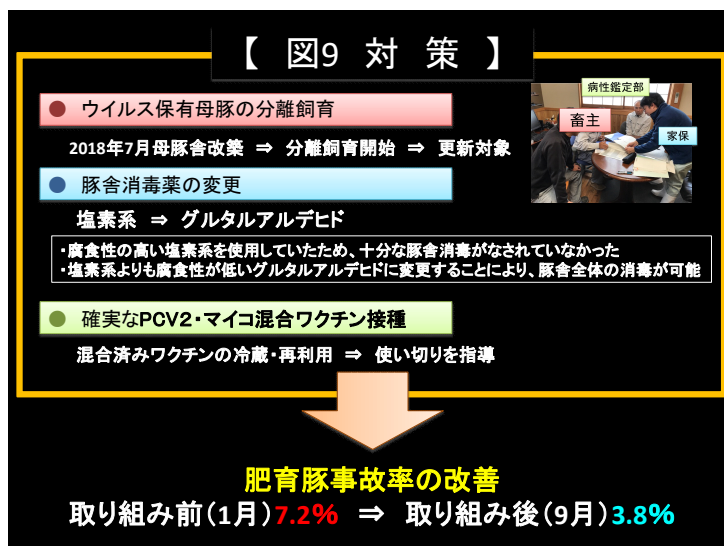 【 図9 対 策 】
病性鑑定部
畜主
家保
● ウイルス保有母豚の分離飼育
2018年7月母豚舎改築 ⇒ 分離飼育開始 ⇒ 更新対象
● 豚舎消毒薬の変更
塩素系 ⇒ グルタルアルデヒド
・腐食性の高い塩素系を使用していたため、十分な豚舎消毒がなされていなかった
・塩素系よりも腐食性が低いグルタルアルデヒドに変更することにより、豚舎全体の消毒が可能
● 確実なPCV2・マイコ混合ワクチン接種
混合済みワクチンの冷蔵・再利用 ⇒ 使い切りを指導
肥育豚事故率の改善
取り組み前(1月)7.2% ⇒ 取り組み後(9月)3.8%